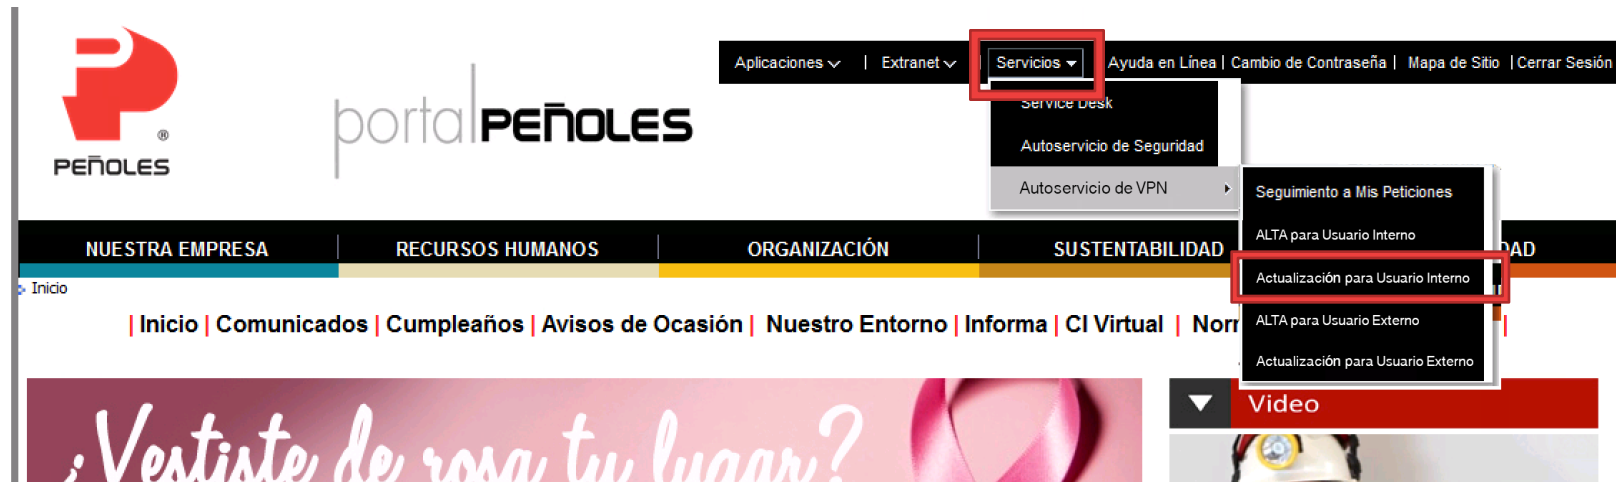 Aplicaciones | Extranet | Servicios Ayuda en Línea | Cambio de Contraseña | Mapa de Sitio | Cerrar Sesión
®
PEÑOLES
portal PEÑOLES
Service Desk
Autoservicio de Seguridad
Autoservicio de VPN
Seguimiento a Mis Peticiones
ALTA para Usuario Interno
Actualización para Usuario Interno
ALTA para Usuario Externo
Actualización para Usuario Externo
NUESTRA EMPRESA | RECURSOS HUMANOS | ORGANIZACIÓN | SUSTENTABILIDAD
Inicio
| Inicio | Comunicados | Cumpleaños | Avisos de Ocasión | Nuestro Entorno | Informa | CI Virtual |
¿Vestiste de rosa tu lugar?
Video